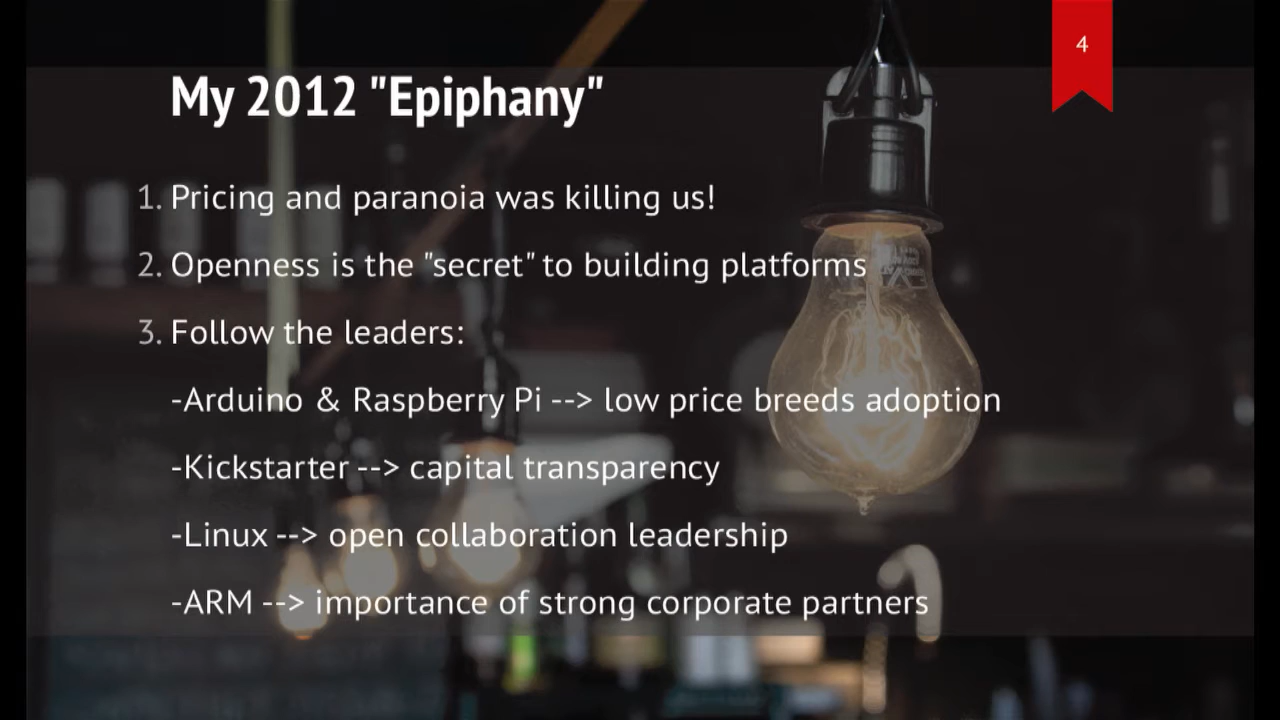 4
My 2012 "Epiphany"
1. Pricing and paranoia was killing us!
2. Openness is the "secret" to building platforms
3. Follow the leaders:
-Arduino & Raspberry Pi --> low price breeds adoption
-Kickstarter --> capital transparency
-Linux --> open collaboration leadership
-ARM --> importance of strong corporate partners